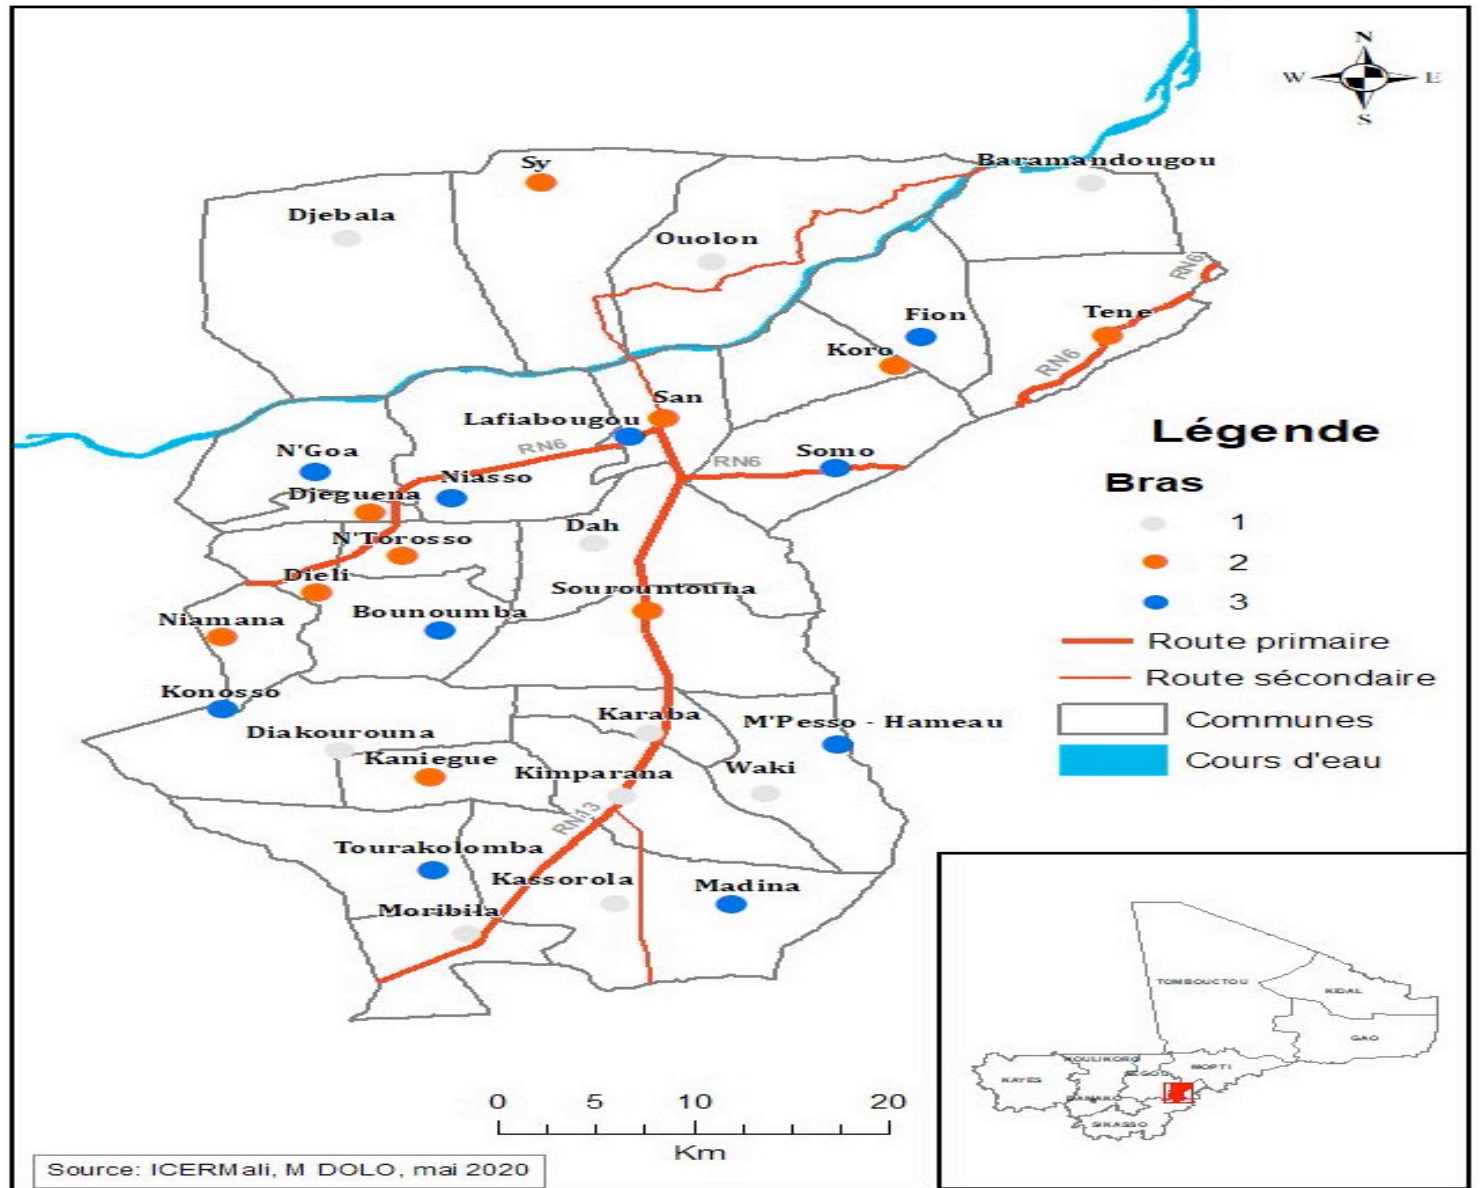 N
W E
S
Sy
Baramandougou
Djebala
Ouolon
RN6
Fion
Tene
Koro
RN6
San
Lafiabougou
Légende
RN6
N'Goa
Somo
RN6
Niasso
Bras
Djeguena
Dah
1
N'Torosso
2
Dieli
Sourountouna
3
Bounoumba
Niamana
Route primaire
Route sécondaire
Konosso
Karaba
M'Pesso - Hameau
Communes
Diakourouna
Kaniegue
Cours d'eau
Kimparana
Waki
RN13
Tourakolomba
Kassorola
Madina
Moribila
TOMBOUCTOU
KIDAL
GAO
KOULIKORO
MOPTI
SEGOU
KAYES
BAMAKO
SIKASSO
0 5 10 20
Km
Source: ICERMali, M DOLO, mai 2020